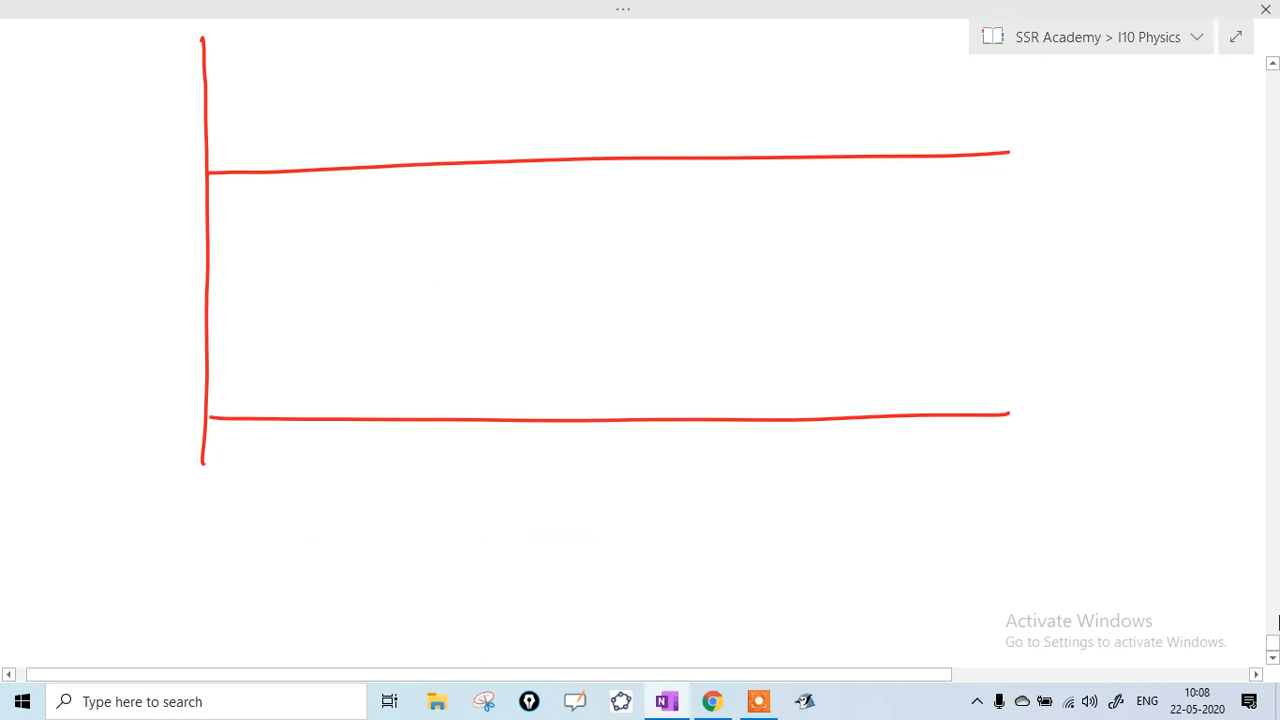 SSR Academy > I10 Physics
Activate Windows
Go to Settings to activate Windows.
Type here to search
N
ENG
10:08
22-05-2020